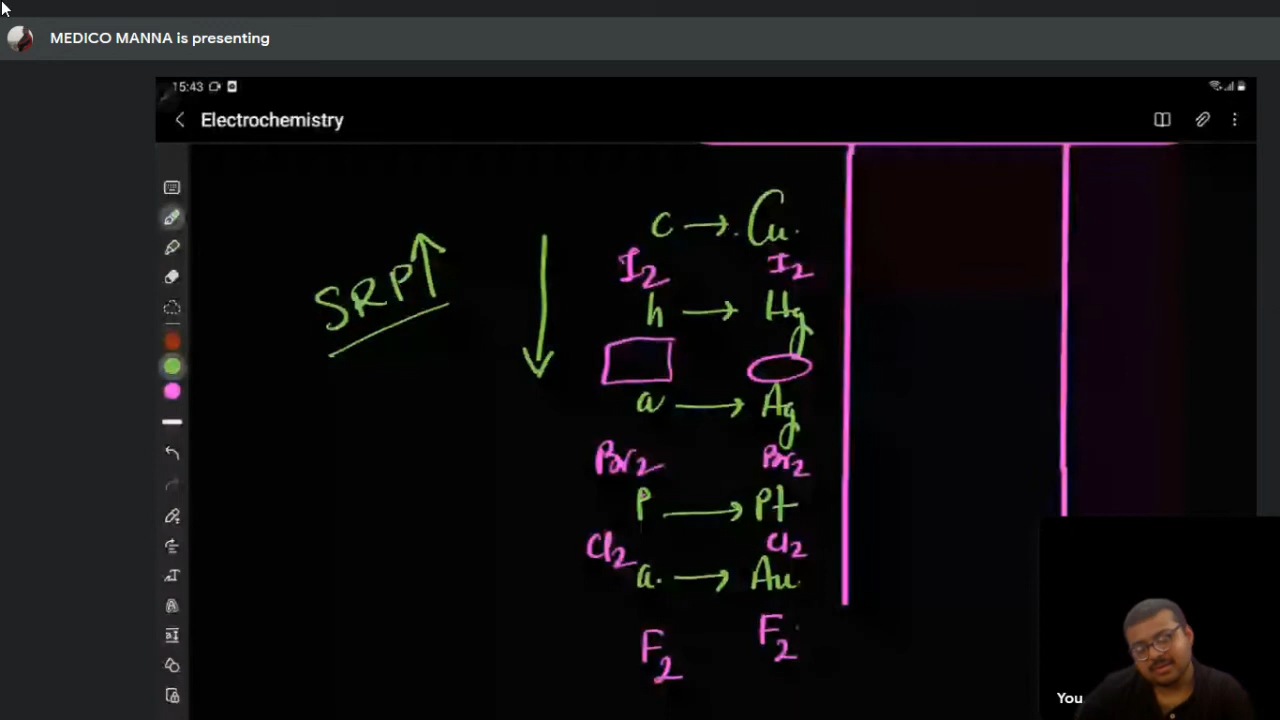 MEDICO MANNA is presenting
15:43
Electrochemistry
SRP↑
↓
c → Cu
I2 I2
h → Hg
a → Ag
Br2 Br2
P → Pt
Cl2 Cl2
a. → Au
F2 F2
You